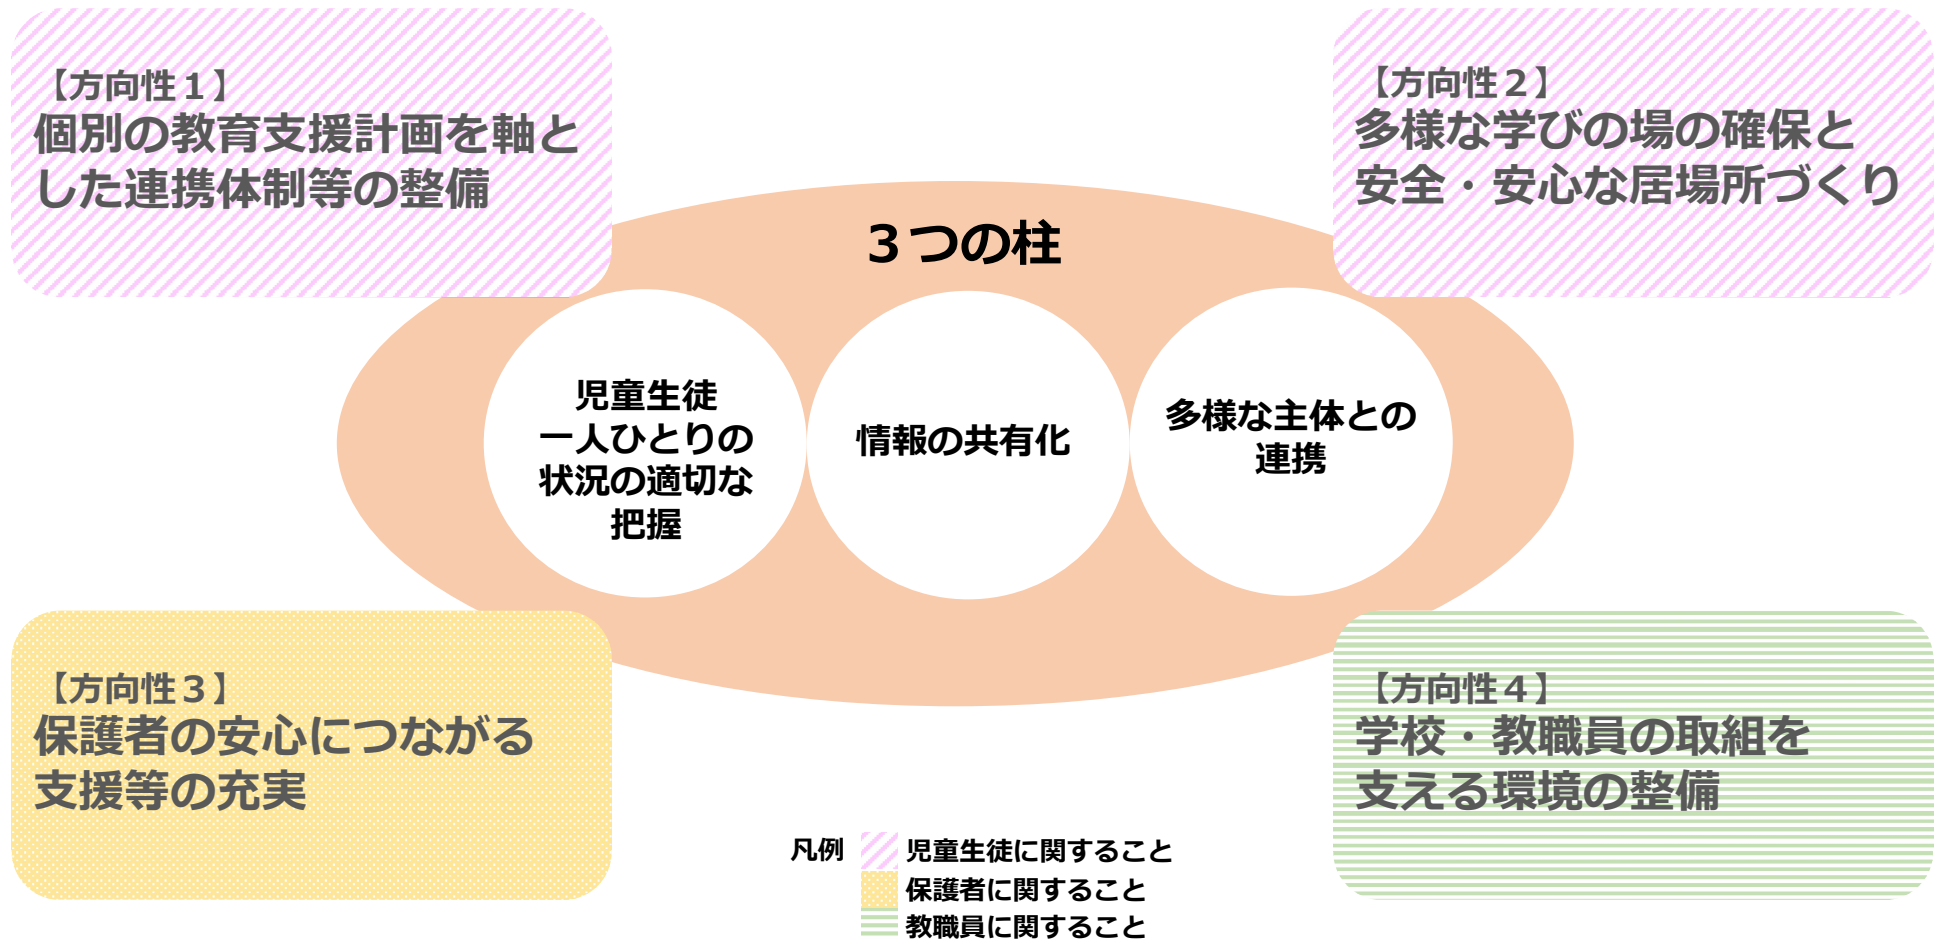 【方向性１】
個別の教育支援計画を軸と
した連携体制等の整備
【方向性２】
多様な学びの場の確保と
安全・安心な居場所づくり
３つの柱
児童生徒
一人ひとりの
状況の適切な
把握
情報の共有化
多様な主体との
連携
【方向性３】
保護者の安心につながる
支援等の充実
【方向性４】
学校・教職員の取組を
支える環境の整備
凡例
児童生徒に関すること
保護者に関すること
教職員に関すること